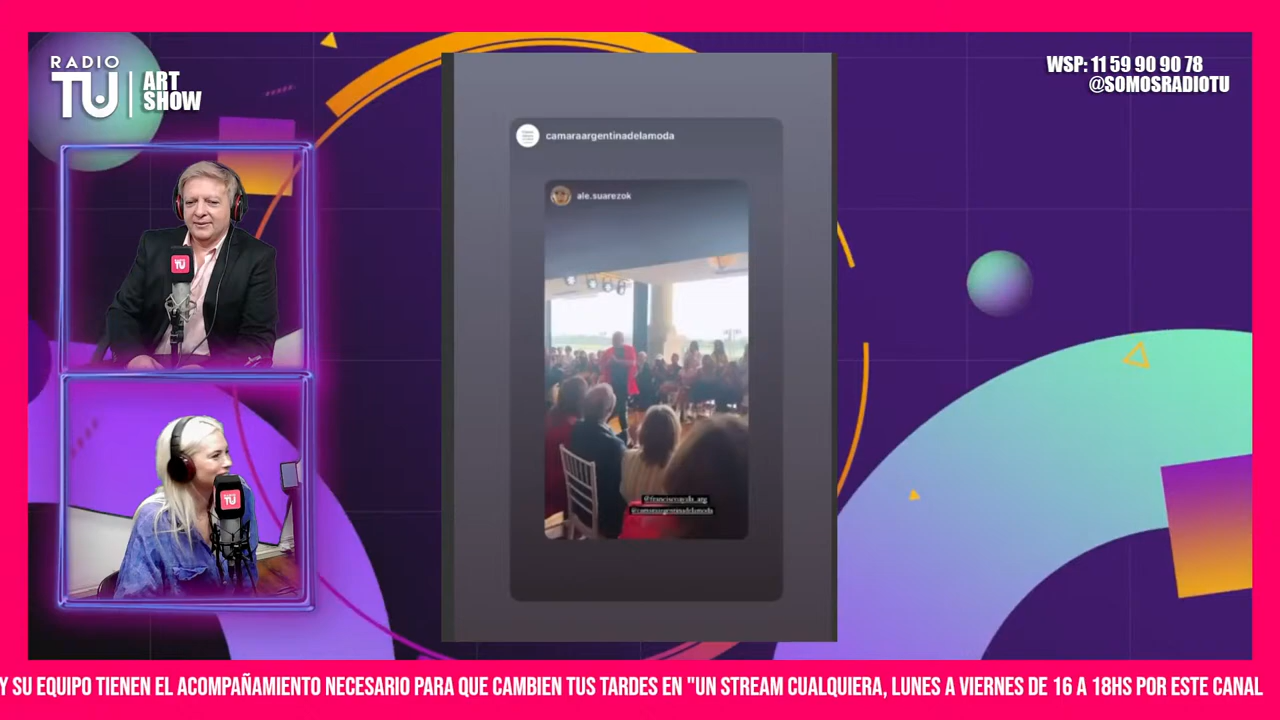 RADIO
TU
ART
SHOW
WSP: 11 59 90 90 78
@SOMOSRADIOTU
camaraargentinadelamoda
ale.suarezok
TU
TU
@franciscoayala_arg
@camaraargentinadelamoda
Y SU EQUIPO TIENEN EL ACOMPAÑAMIENTO NECESARIO PARA QUE CAMBIEN TUS TARDES EN "UN STREAM CUALQUIERA, LUNES A VIERNES DE 16 A 18HS POR ESTE CANAL